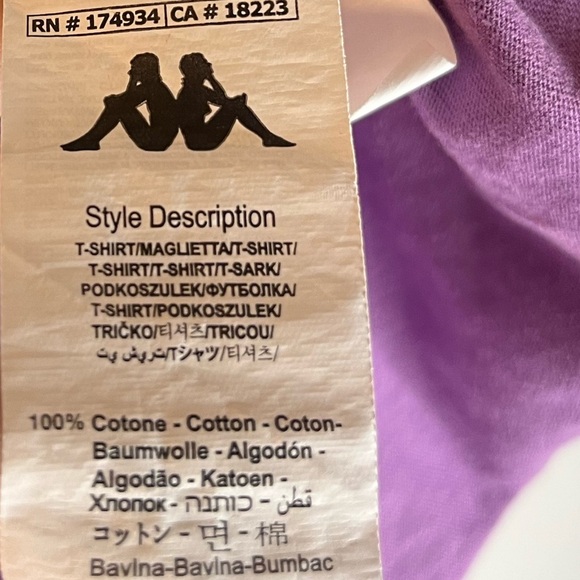 RN # 174934 CA # 18223
Style Description
T-SHIRT/MAGLIETTA/T-SHIRT/
T-SHIRT/T-SHIRT/T-SARK/
PODKOSZULEK/ФУТБОЛКА/
T-SHIRT/PODKOSZULEK/
TRIČKO/티셔츠/TRICOU/
تي شيرت/Tシャツ/티셔츠/
100% Cotone - Cotton - Coton-
Baumwolle - Algodón -
Algodão - Katoen -
Хлопок - כותנה - قطن
コットン - 면 - 棉
Bavlna-Bavlna-Bumbac